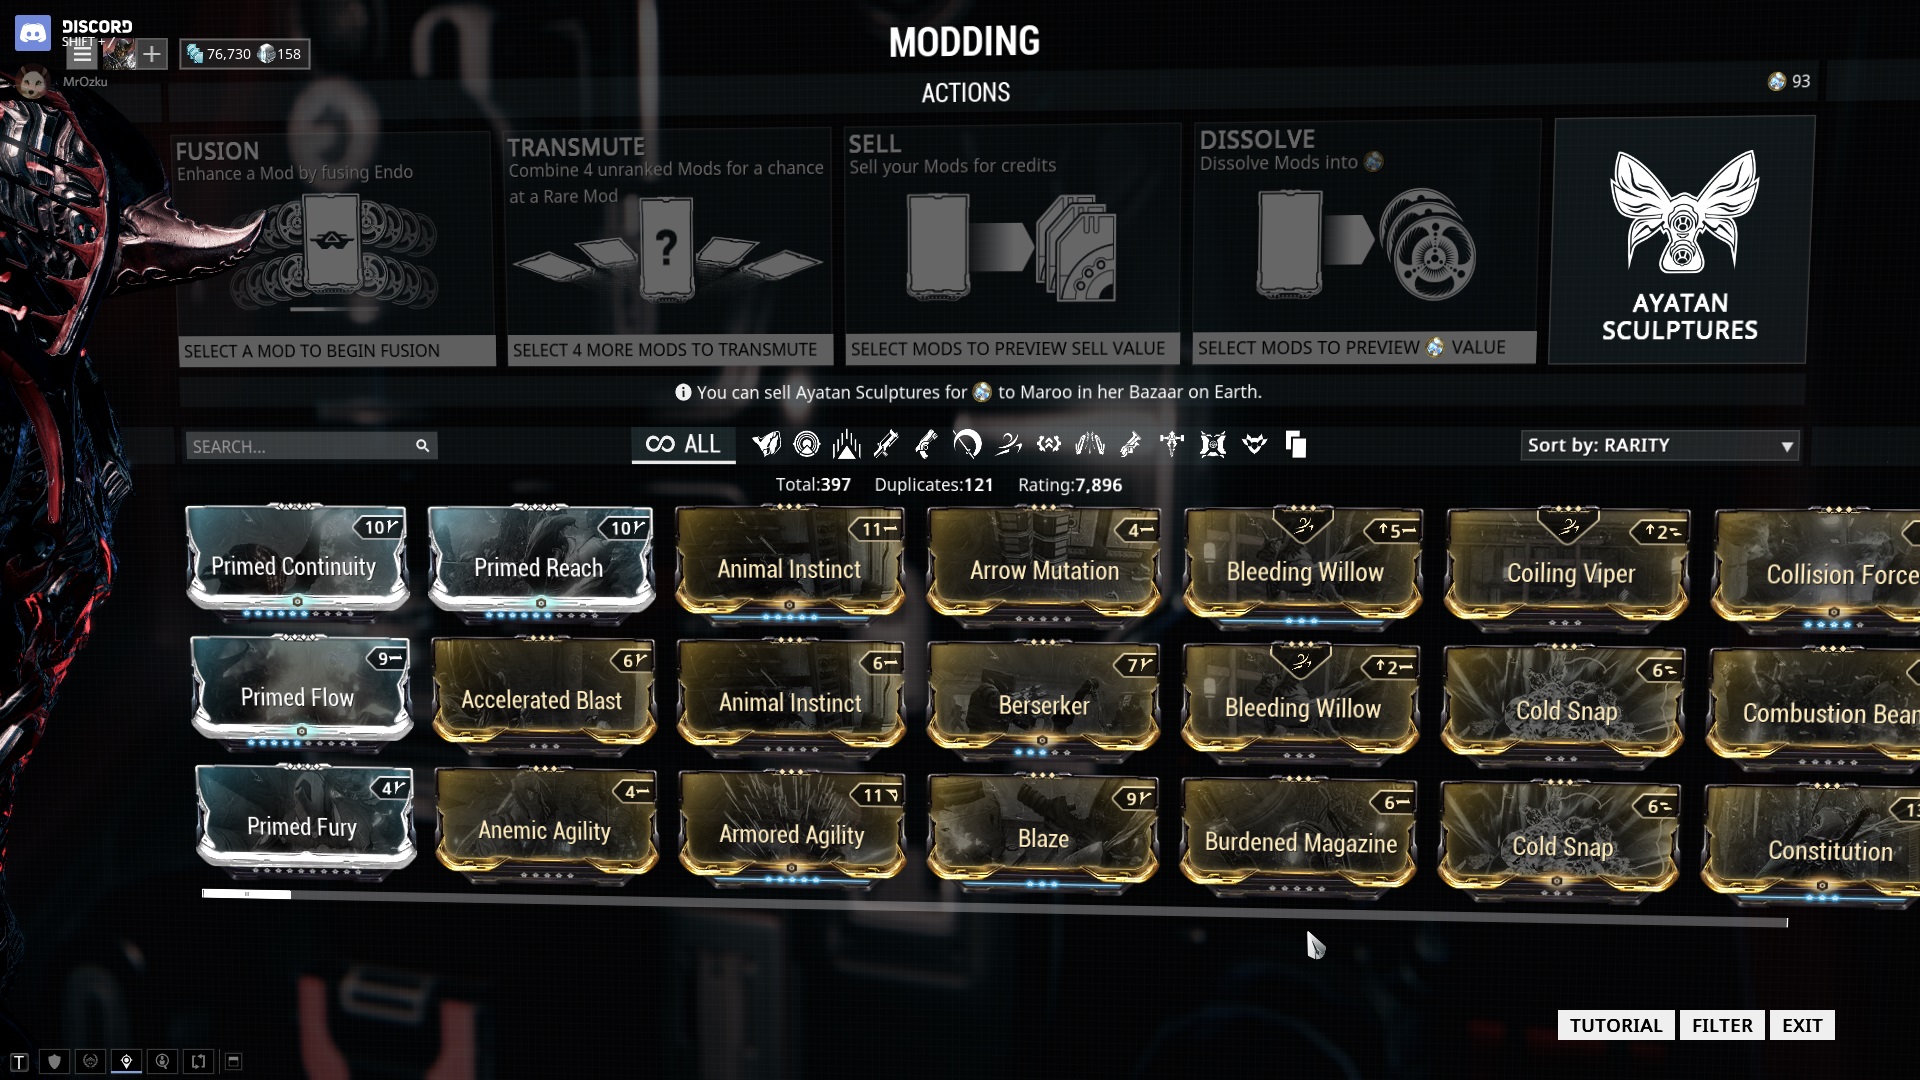 DISCORD
SHIFT +
76,730 158
MrOzku
MODDING
ACTIONS
93
FUSION
Enhance a Mod by fusing Endo
SELECT A MOD TO BEGIN FUSION
TRANSMUTE
Combine 4 unranked Mods for a chance
at a Rare Mod
?
SELECT 4 MORE MODS TO TRANSMUTE
SELL
Sell your Mods for credits
SELECT MODS TO PREVIEW SELL VALUE
DISSOLVE
Dissolve Mods into
SELECT MODS TO PREVIEW VALUE
AYATAN
SCULPTURES
You can sell Ayatan Sculptures for to Maroo in her Bazaar on Earth.
SEARCH...
ALL
Sort by: RARITY
Total:397 Duplicates:121 Rating:7,896
10 Primed Continuity
10 Primed Reach
11 Animal Instinct
4 Arrow Mutation
5 Bleeding Willow
2 Coiling Viper
Collision Force
9 Primed Flow
6 Accelerated Blast
6 Animal Instinct
7 Berserker
2 Bleeding Willow
6 Cold Snap
Combustion Beam
4 Primed Fury
4 Anemic Agility
11 Armored Agility
9 Blaze
6 Burdened Magazine
6 Cold Snap
Constitution
TUTORIAL FILTER EXIT
T